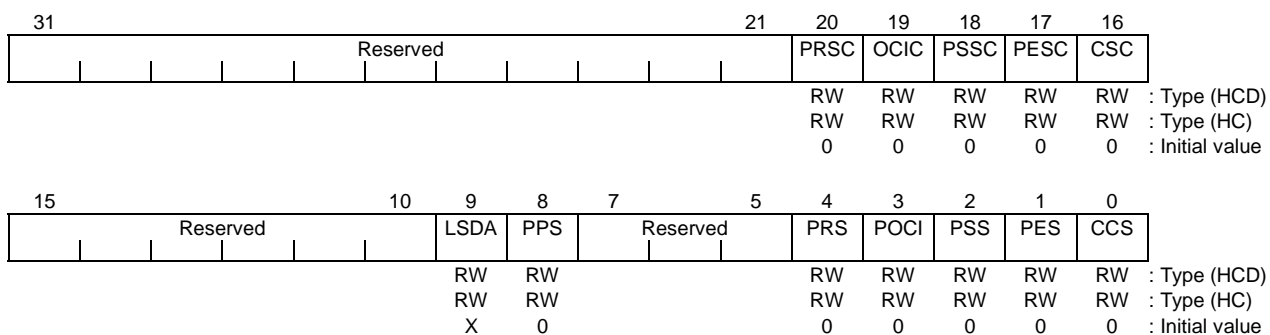 31 21 20 19 18 17 16
Reserved PRSC OCIC PSSC PESC CSC
RW RW RW RW RW : Type (HCD)
RW RW RW RW RW : Type (HC)
0 0 0 0 0 : Initial value
15 10 9 8 7 5 4 3 2 1 0
Reserved LSDA PPS Reserved PRS POCI PSS PES CCS
RW RW RW RW RW RW RW : Type (HCD)
RW RW RW RW RW RW RW : Type (HC)
X 0 0 0 0 0 0 : Initial value